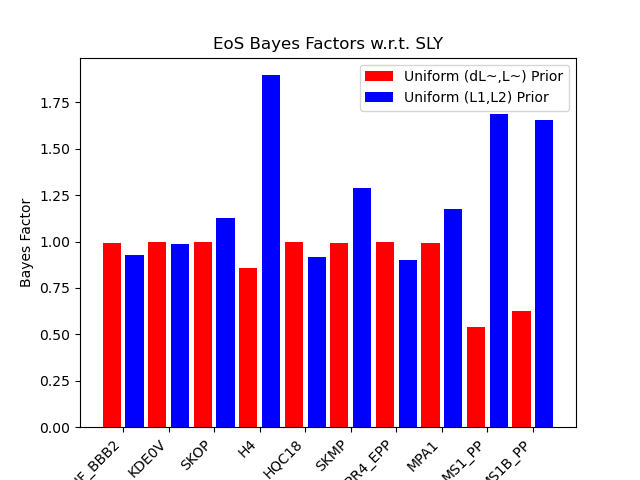 EoS Bayes Factors w.r.t. SLY
Uniform (dL~,L~) Prior
Uniform (L1,L2) Prior
Bayes Factor
1.75
1.50
1.25
1.00
0.75
0.50
0.25
0.00
KDE0V
SKOP
H4
HQC18
SKMP
MPA1